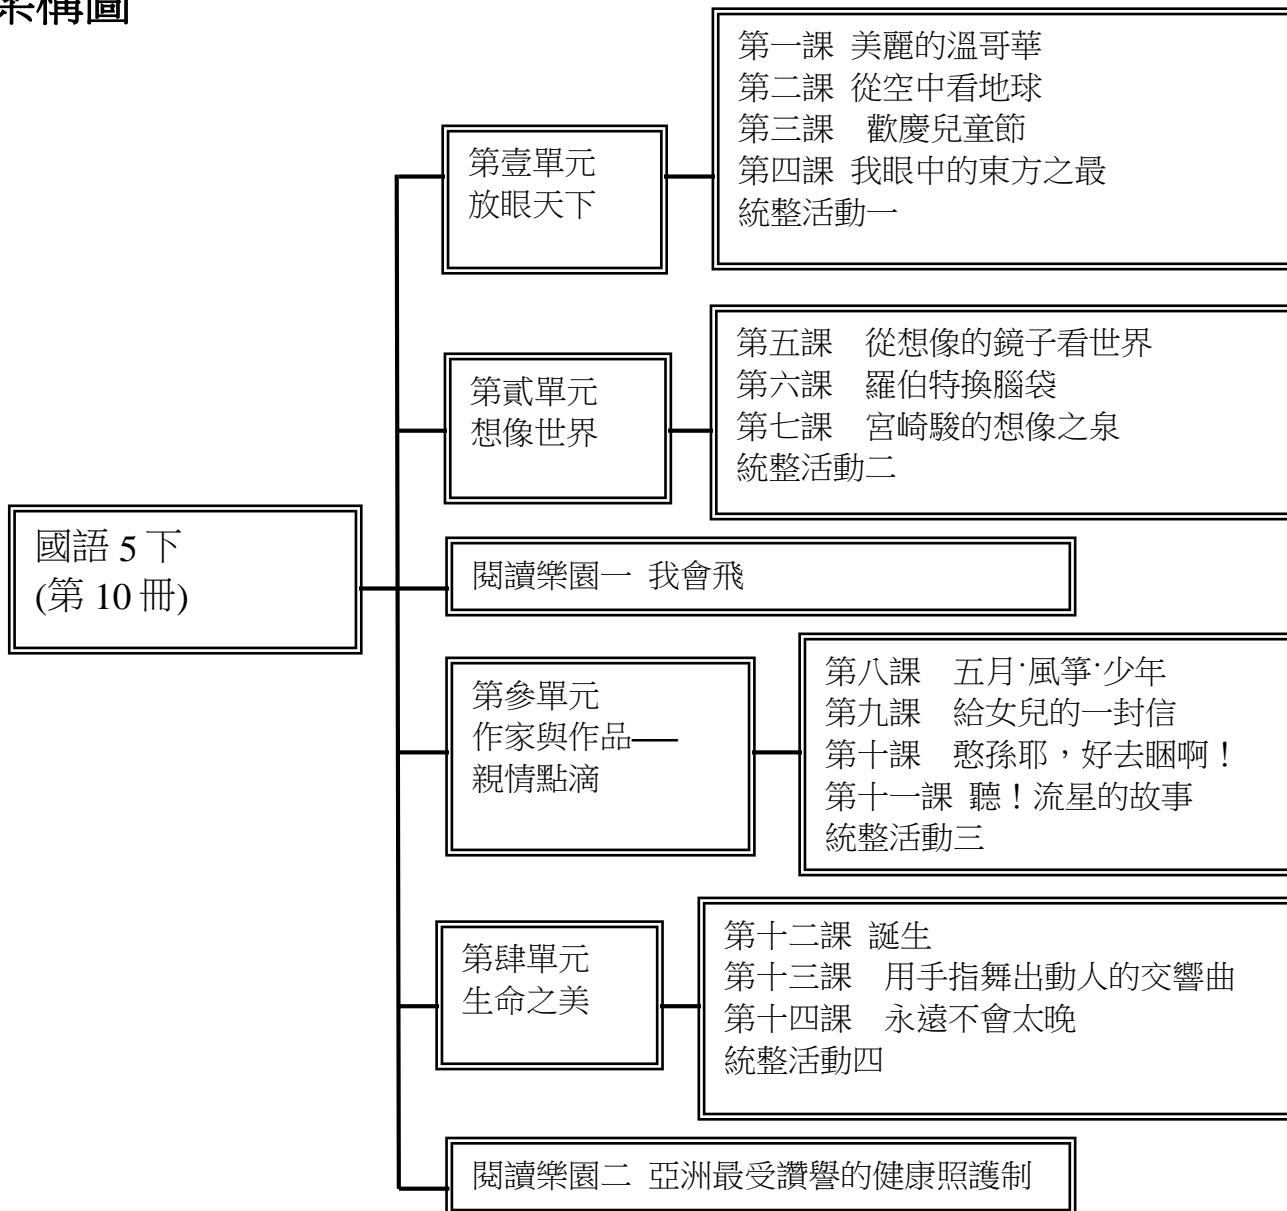 架構圖
第一課 美麗的溫哥華
第二課 從空中看地球
第三課 歡慶兒童節
第四課 我眼中的東方之最
統整活動一
第壹單元
放眼天下
第五課 從想像的鏡子看世界
第六課 羅伯特換腦袋
第七課 宮崎駿的想像之泉
統整活動二
第貳單元
想像世界
國語 5 下
(第 10 冊)
閱讀樂園一 我會飛
第參單元
作家與作品──
親情點滴
第八課 五月˙風箏˙少年
第九課 給女兒的一封信
第十課 憨孫耶，好去睏啊！
第十一課 聽！流星的故事
統整活動三
第肆單元
生命之美
第十二課 誕生
第十三課 用手指舞出動人的交響曲
第十四課 永遠不會太晚
統整活動四
閱讀樂園二 亞洲最受讚譽的健康照護制